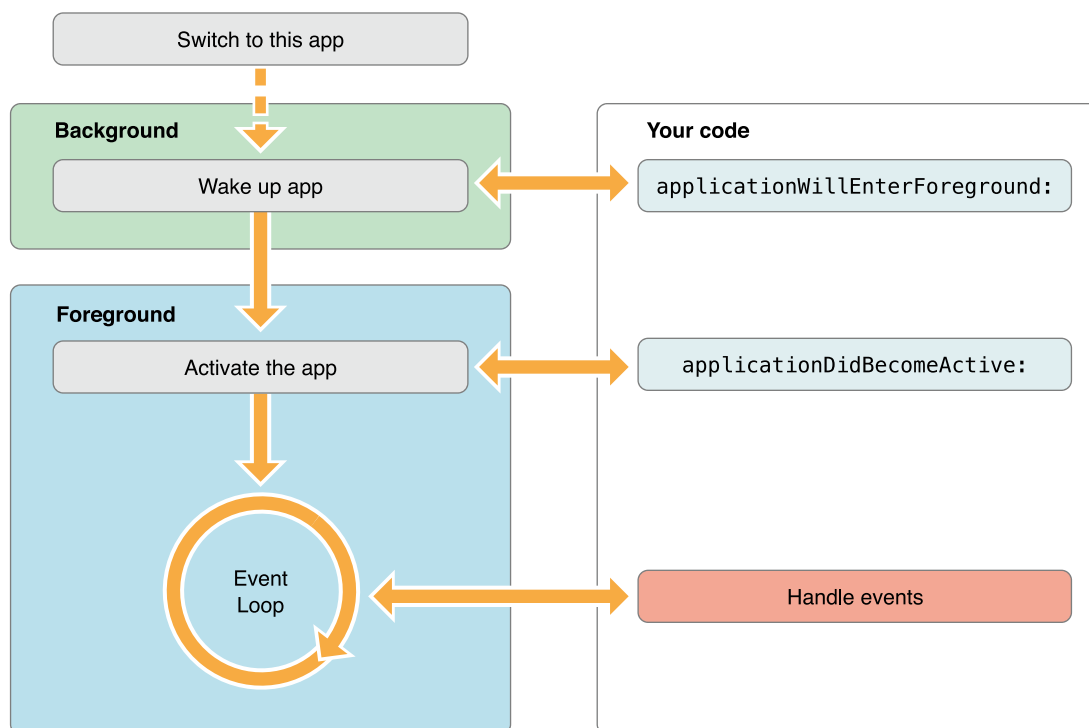 Switch to this app
Background
Wake up app
Your code
applicationWillEnterForeground:
Foreground
Activate the app
applicationDidBecomeActive:
Event
Loop
Handle events